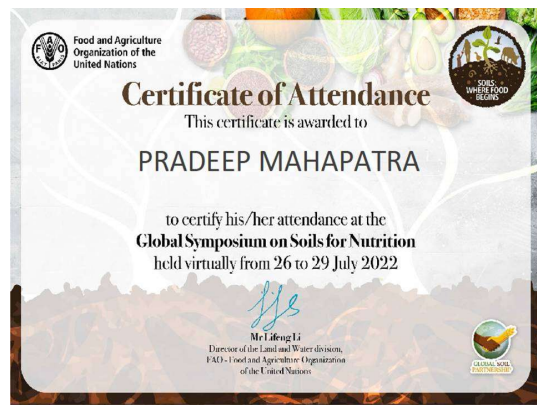 Food and Agriculture
Organization of the
United Nations
FAO
FIAT PANIS
SOILS
WHERE FOOD
BEGINS
Certificate of Attendance
This certificate is awarded to
PRADEEP MAHAPATRA
to certify his/her attendance at the
Global Symposium on Soils for Nutrition
held virtually from 26 to 29 July 2022
Mr Lifeng Li
Director of the Land and Water division,
FAO - Food and Agriculture Organization
of the United Nations
GLOBAL SOIL
PARTNERSHIP